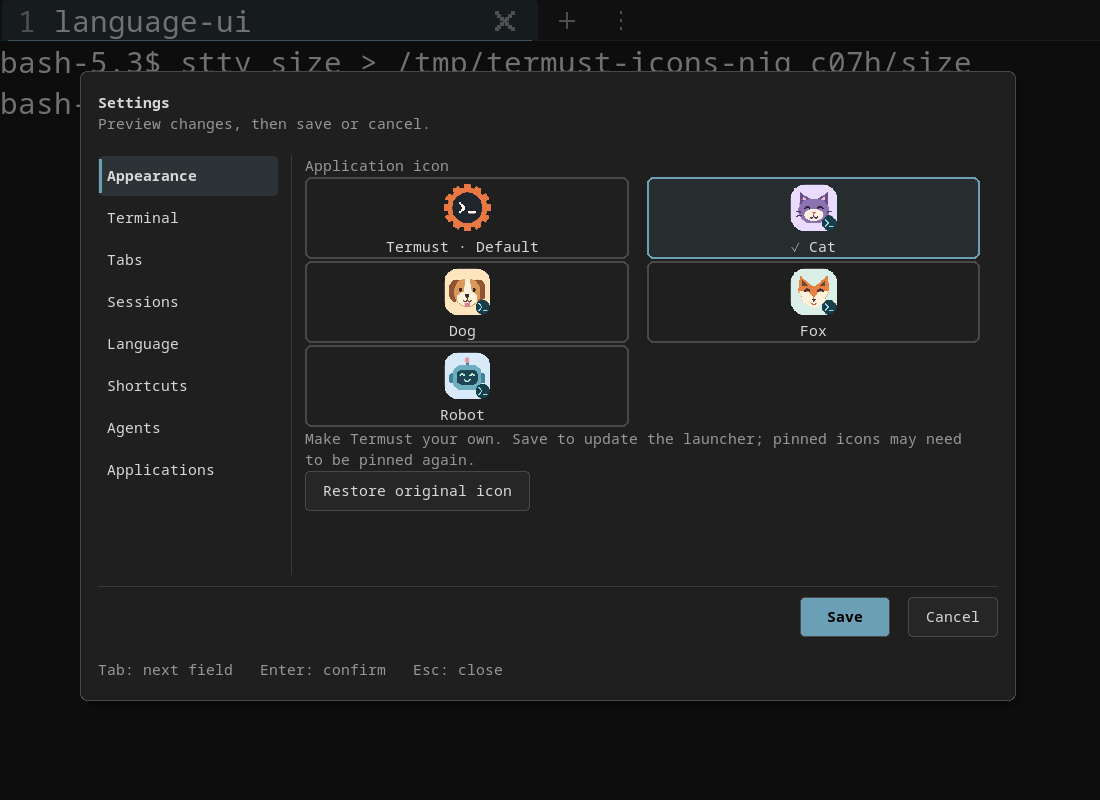 1 language-ui
bash-5.3$ stty size > /tmp/termust-icons-niq_c07h/size
bash-
Settings
Preview changes, then save or cancel.
Appearance
Terminal
Tabs
Sessions
Language
Shortcuts
Agents
Applications
Application icon
Termust · Default
✓ Cat
Dog
Fox
Robot
Make Termust your own. Save to update the launcher; pinned icons may need
to be pinned again.
Restore original icon
Save
Cancel
Tab: next field Enter: confirm Esc: close